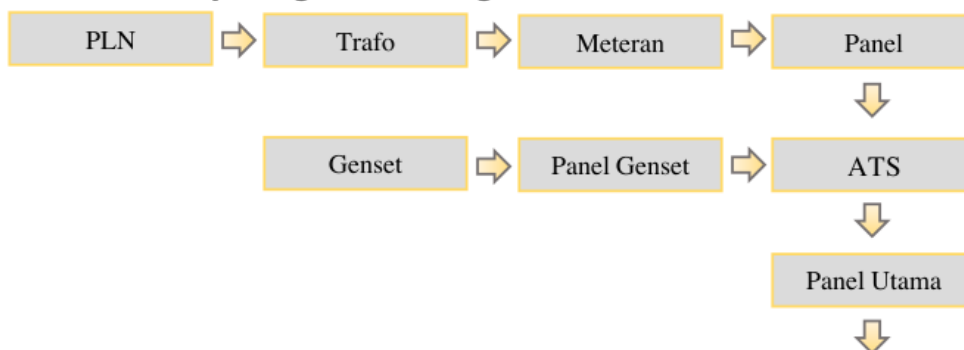 PLN
Trafo
Meteran
Panel
Genset
Panel Genset
ATS
Panel Utama